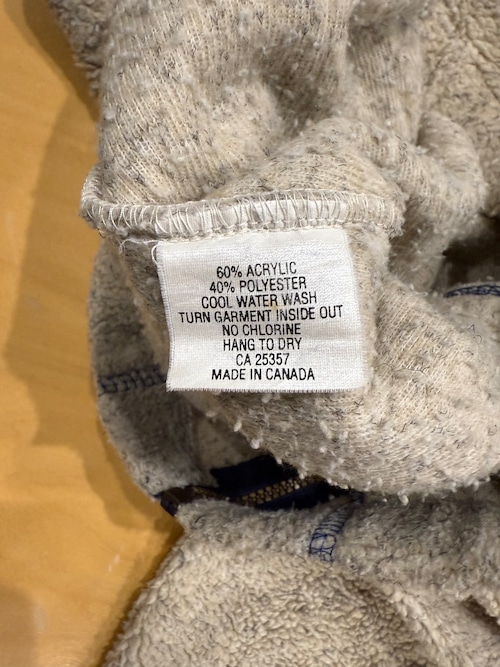 60% ACRYLIC
40% POLYESTER
COOL WATER WASH
TURN GARMENT INSIDE OUT
NO CHLORINE
HANG TO DRY
CA 25357
MADE IN CANADA